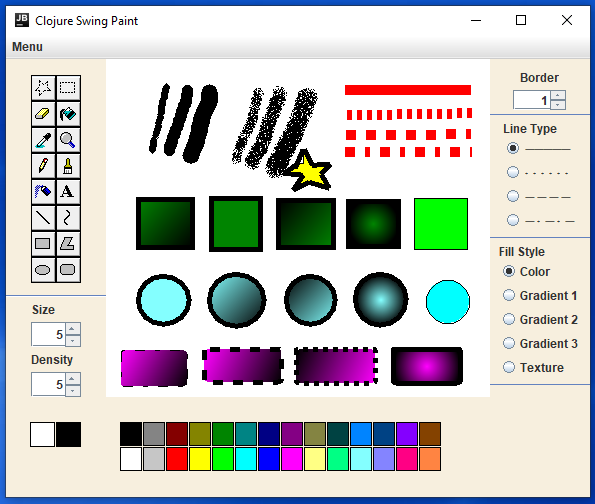 JB Clojure Swing Paint
Menu
A
Size
5
Density
5
Border
1
Line Type
Fill Style
Color
Gradient 1
Gradient 2
Gradient 3
Texture